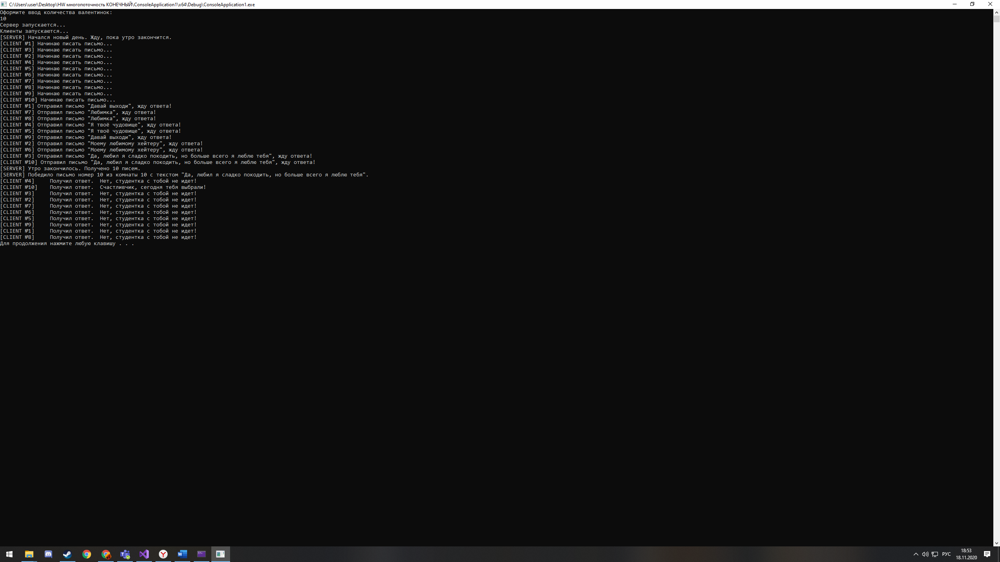 C:\Users\user\Desktop\HW многопоточность КОНЕЧНЫЙ\ConsoleApplication1\x64\Debug\ConsoleApplication1.exe
Оформите ввод количества валентинок:
10
Сервер запускается...
Клиенты запускаются...
[SERVER] Начался новый день. Жду, пока утро закончится.
[CLIENT №1] Начинаю писать письмо...
[CLIENT №3] Начинаю писать письмо...
[CLIENT №2] Начинаю писать письмо...
[CLIENT №4] Начинаю писать письмо...
[CLIENT №5] Начинаю писать письмо...
[CLIENT №6] Начинаю писать письмо...
[CLIENT №7] Начинаю писать письмо...
[CLIENT №8] Начинаю писать письмо...
[CLIENT №9] Начинаю писать письмо...
[CLIENT №10] Начинаю писать письмо...
[CLIENT №1] Отправил письмо "Давай выходи", жду ответа!
[CLIENT №7] Отправил письмо "Любимка", жду ответа!
[CLIENT №8] Отправил письмо "Любимка", жду ответа!
[CLIENT №4] Отправил письмо "Я твоё чудовище", жду ответа!
[CLIENT №5] Отправил письмо "Я твоё чудовище", жду ответа!
[CLIENT №9] Отправил письмо "Давай выходи", жду ответа!
[CLIENT №2] Отправил письмо "Моему любимому хейтеру", жду ответа!
[CLIENT №6] Отправил письмо "Моему любимому хейтеру", жду ответа!
[CLIENT №3] Отправил письмо "Да, любил я сладко покодить, но больше всего я люблю тебя", жду ответа!
[CLIENT №10] Отправил письмо "Да, любил я сладко покодить, но больше всего я люблю тебя", жду ответа!
[SERVER] Утро закончилось. Получено 10 писем.
[SERVER] Победило письмо номер 10 из комнаты 10 с текстом "Да, любил я сладко покодить, но больше всего я люблю тебя".
[CLIENT №4]     Получил ответ.  Нет, студентка с тобой не идет!
[CLIENT №10]    Получил ответ.  Счастливчик, сегодня тебя выбрали!
[CLIENT №3]     Получил ответ.  Нет, студентка с тобой не идет!
[CLIENT №2]     Получил ответ.  Нет, студентка с тобой не идет!
[CLIENT №7]     Получил ответ.  Нет, студентка с тобой не идет!
[CLIENT №6]     Получил ответ.  Нет, студентка с тобой не идет!
[CLIENT №5]     Получил ответ.  Нет, студентка с тобой не идет!
[CLIENT №9]     Получил ответ.  Нет, студентка с тобой не идет!
[CLIENT №1]     Получил ответ.  Нет, студентка с тобой не идет!
[CLIENT №8]     Получил ответ.  Нет, студентка с тобой не идет!
Для продолжения нажмите любую клавишу . . .
РУС
18:53
18.11.2020